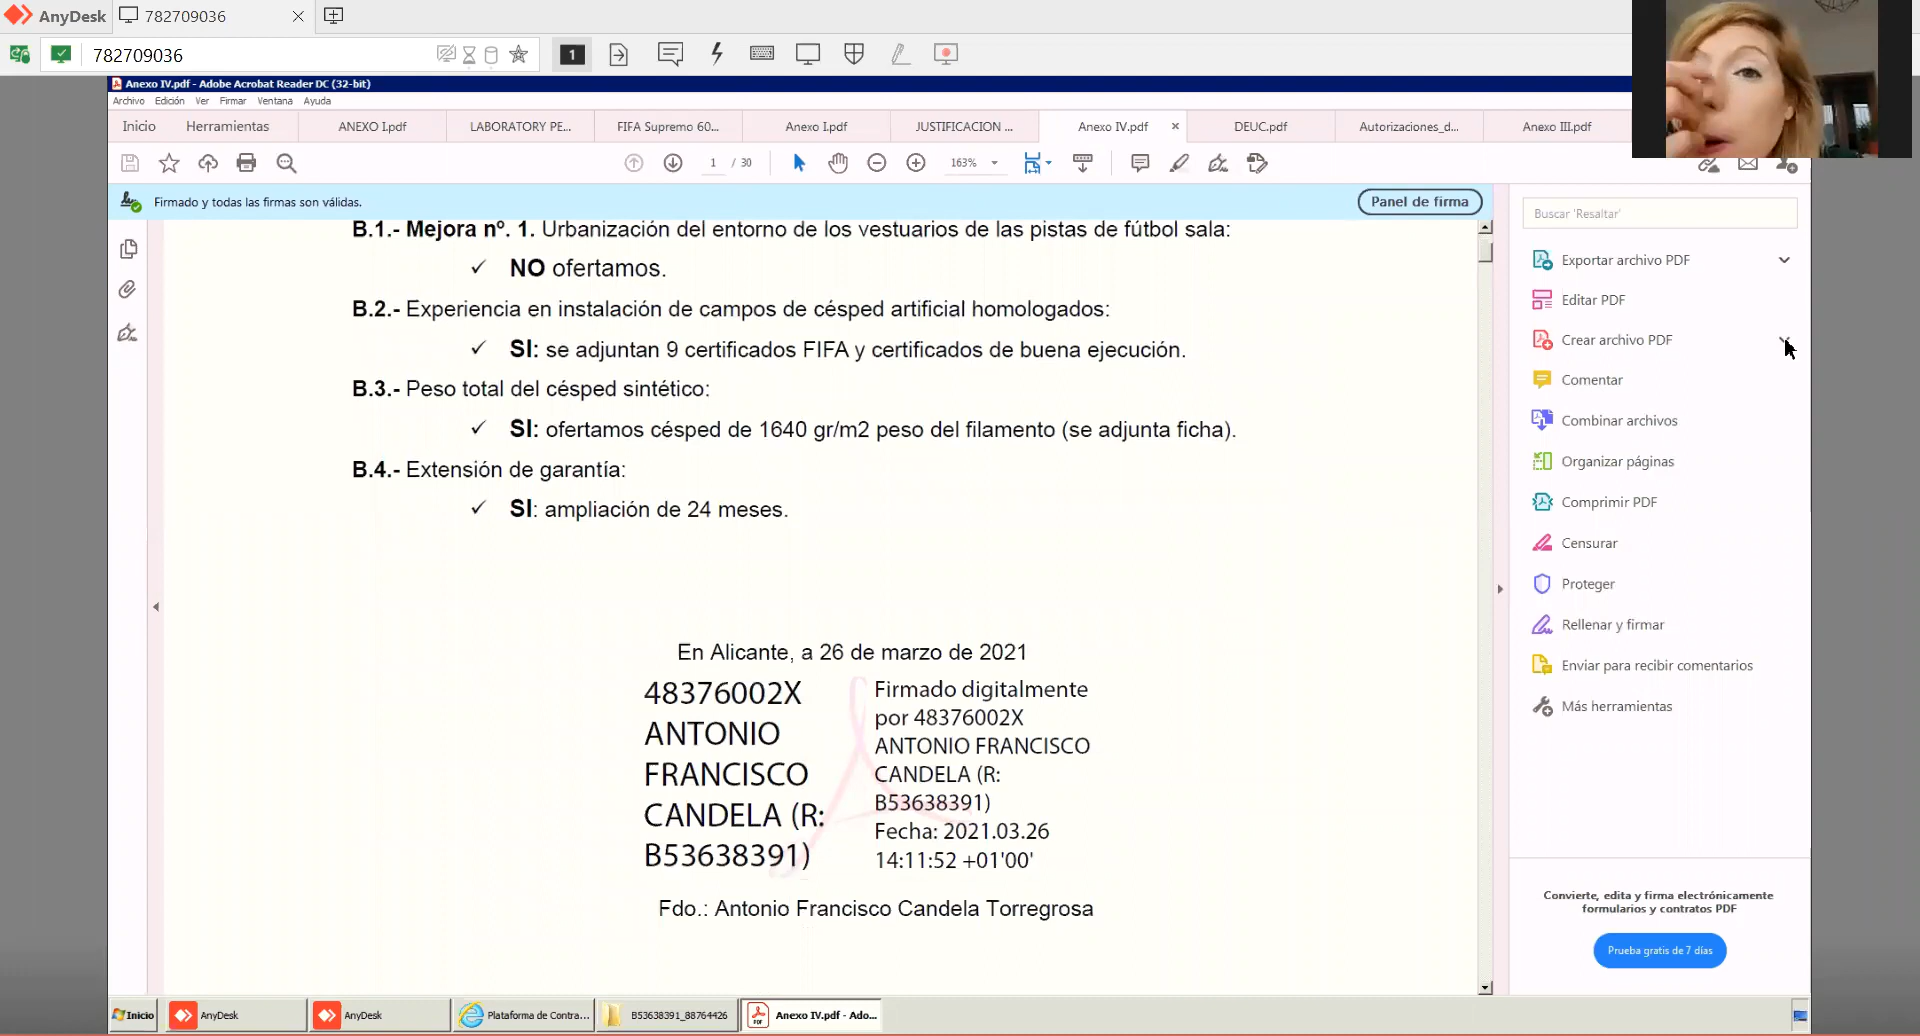 AnyDesk
782709036
782709036
1
Anexo IV.pdf - Adobe Acrobat Reader DC (32-bit)
Archivo Edición Ver Firmar Ventana Ayuda
Inicio Herramientas ANEXO I.pdf LABORATORY PE... FIFA Supremo 60... Anexo I.pdf JUSTIFICACION ... Anexo IV.pdf DEUC.pdf Autorizaciones_d... Anexo III.pdf
1 / 30 163%
Firmado y todas las firmas son válidas.
Panel de firma
B.1.- Mejora nº. 1. Urbanización del entorno de los vestuarios de las pistas de fútbol sala:
✓ NO ofertamos.
B.2.- Experiencia en instalación de campos de césped artificial homologados:
✓ SI: se adjuntan 9 certificados FIFA y certificados de buena ejecución.
B.3.- Peso total del césped sintético:
✓ SI: ofertamos césped de 1640 gr/m2 peso del filamento (se adjunta ficha).
B.4.- Extensión de garantía:
✓ SI: ampliación de 24 meses.
En Alicante, a 26 de marzo de 2021
48376002X
ANTONIO
FRANCISCO
CANDELA (R:
B53638391)
Firmado digitalmente
por 48376002X
ANTONIO FRANCISCO
CANDELA (R:
B53638391)
Fecha: 2021.03.26
14:11:52 +01'00'
Fdo.: Antonio Francisco Candela Torregrosa
Buscar 'Resaltar'
Exportar archivo PDF
Editar PDF
Crear archivo PDF
Comentar
Combinar archivos
Organizar páginas
Comprimir PDF
Censurar
Proteger
Rellenar y firmar
Enviar para recibir comentarios
Más herramientas
Convierte, edita y firma electrónicamente
formularios y contratos PDF
Prueba gratis de 7 días
Inicio
AnyDesk
AnyDesk
Plataforma de Contra...
B53638391_88764426
Anexo IV.pdf - Ado...